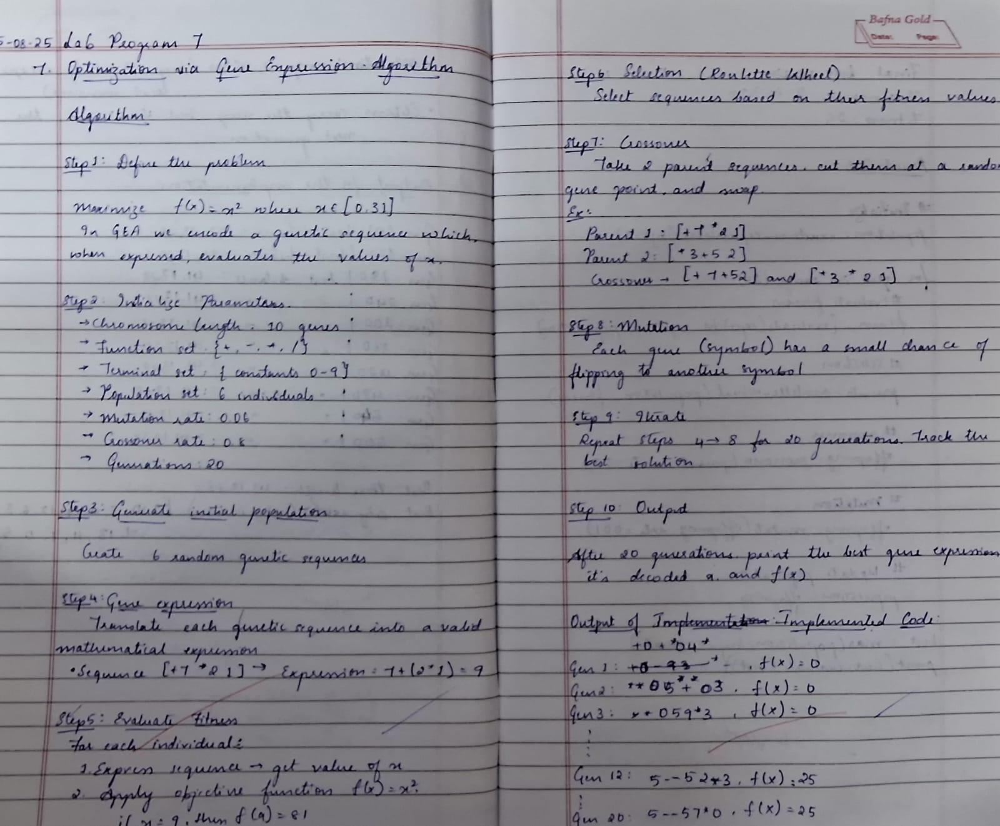 5-08-25 Lab Program 7
7. Optimization via Gene Expression Algorithm
Algorithm
Step 1: Define the problem
Maximize f(x) = x² where x ∈ [0,31]
In GEA we encode a genetic sequence which,
when expressed, evaluates the values of x.
Step 2 Initialize Parameters.
→ Chromosome length : 10 genes
→ Function set : {+, -, *, /}
→ Terminal set : { constants 0-9}
→ Population set : 6 individuals
→ Mutation rate : 0.06
→ Crossover rate : 0.8
→ Generations : 20
Step 3: Generate initial population
Create 6 random genetic sequences
Step 4: Gene expression
Translate each genetic sequence into a valid
mathematical expression
• Sequence [+7 * 2 1] → Expression = 7+(2*1) = 9
Step 5: Evaluate Fitness
For each individual:
1. Express sequence → get value of x
2. Apply objective function f(x) = x².
if x = 9, then f(9) = 81
Bafna Gold
Date: Page:
Step 6 Selection (Roulette Wheel)
Select sequences based on their fitness values
Step 7: Crossover
Take 2 parent sequences, cut them at a rando
gene point, and swap.
Ex:
Parent 1 : [+ 7 * 2 1]
Parent 2 : [* 3 + 5 2]
Crossover → [+ 7 + 5 2] and [* 3 * 2 1]
Step 8: Mutation
Each gene (symbol) has a small chance of
flipping to another symbol
Step 9: Iterate
Repeat steps 4 → 8 for 20 generations. Track the
best solution
Step 10: Output
After 20 generations, print the best gene expression
it's decoded x, and f(x)
Output of Implementation Implemented Code:
+0+*04*
Gen 1: , f(x) = 0
Gen 2: **05*+*03 , f(x) = 0
Gen 3: *+059*3 , f(x) = 0
Gen 12: 5--52*3 , f(x) = 25
Gen 20: 5--57*0 , f(x) = 25